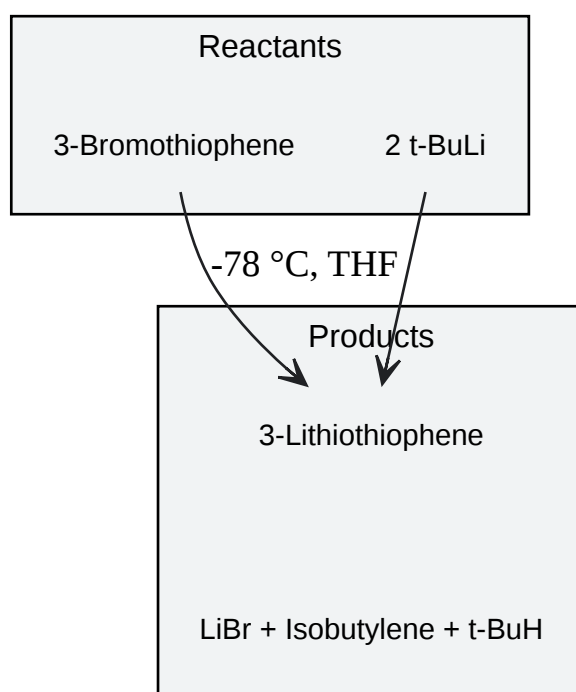 Reactants
3-Bromothiophene 2 t-BuLi
-78 °C, THF
Products
3-Lithiothiophene
LiBr + Isobutylene + t-BuH